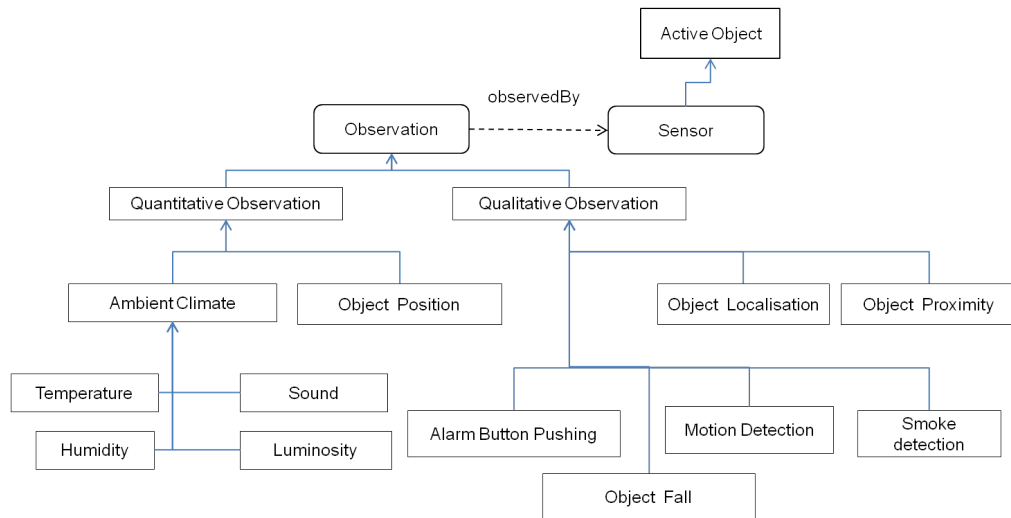 Active Object
observedBy
Observation
Sensor
Quantitative Observation
Qualitative Observation
Ambient Climate
Object Position
Object Localisation
Object Proximity
Temperature
Sound
Alarm Button Pushing
Motion Detection
Smoke
detection
Humidity
Luminosity
Object Fall